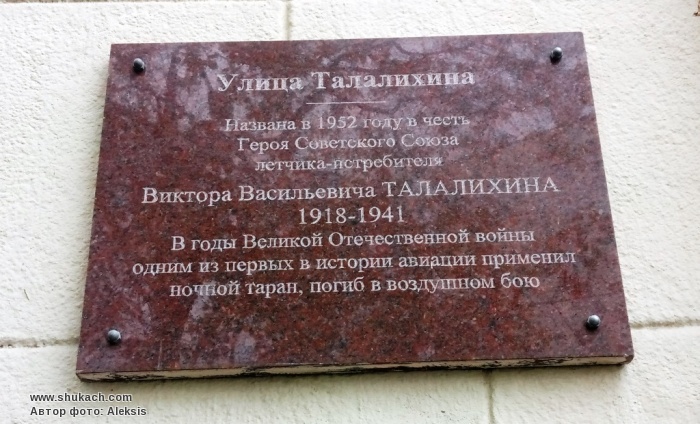 Улица Талалихина
Названа в 1952 году в честь
Героя Советского Союза
летчика-истребителя
Виктора Васильевича ТАЛАЛИХИНА
1918-1941
В годы Великой Отечественной войны
одним из первых в истории авиации применил
ночной таран, погиб в воздушном бою
www.shukach.com
Автор фото: Aleksis